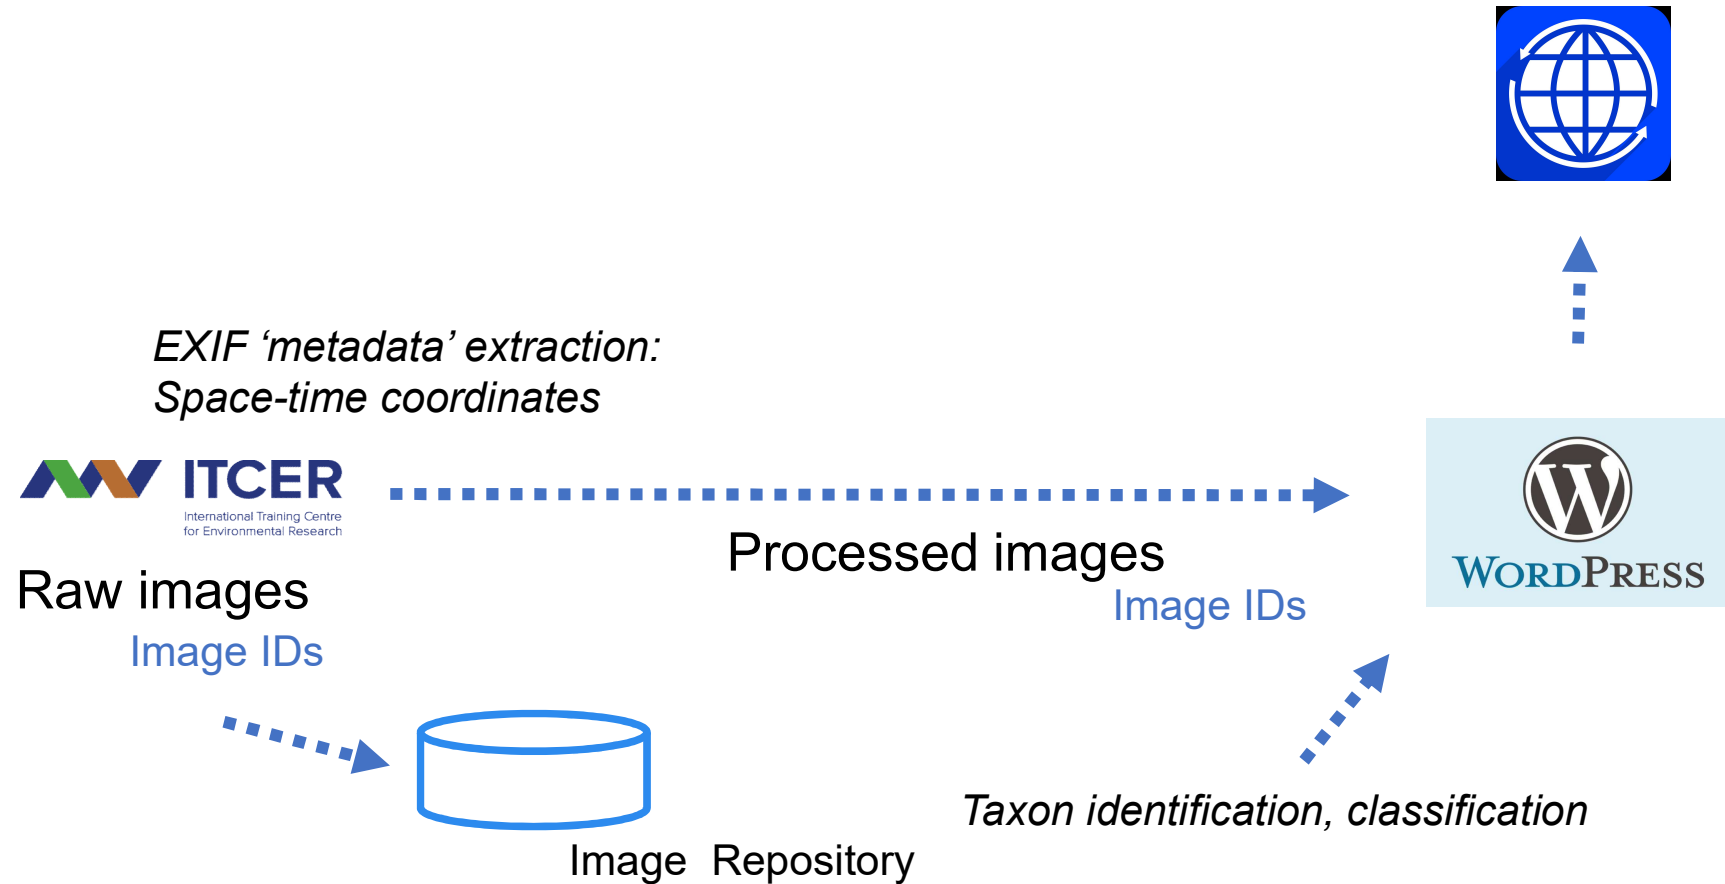 EXIF ‘metadata’ extraction:
Space-time coordinates
ITCER
International Training Centre
for Environmental Research
Raw images
Image IDs
Processed images
Image IDs
W
WORDPRESS
Taxon identification, classification
Image Repository